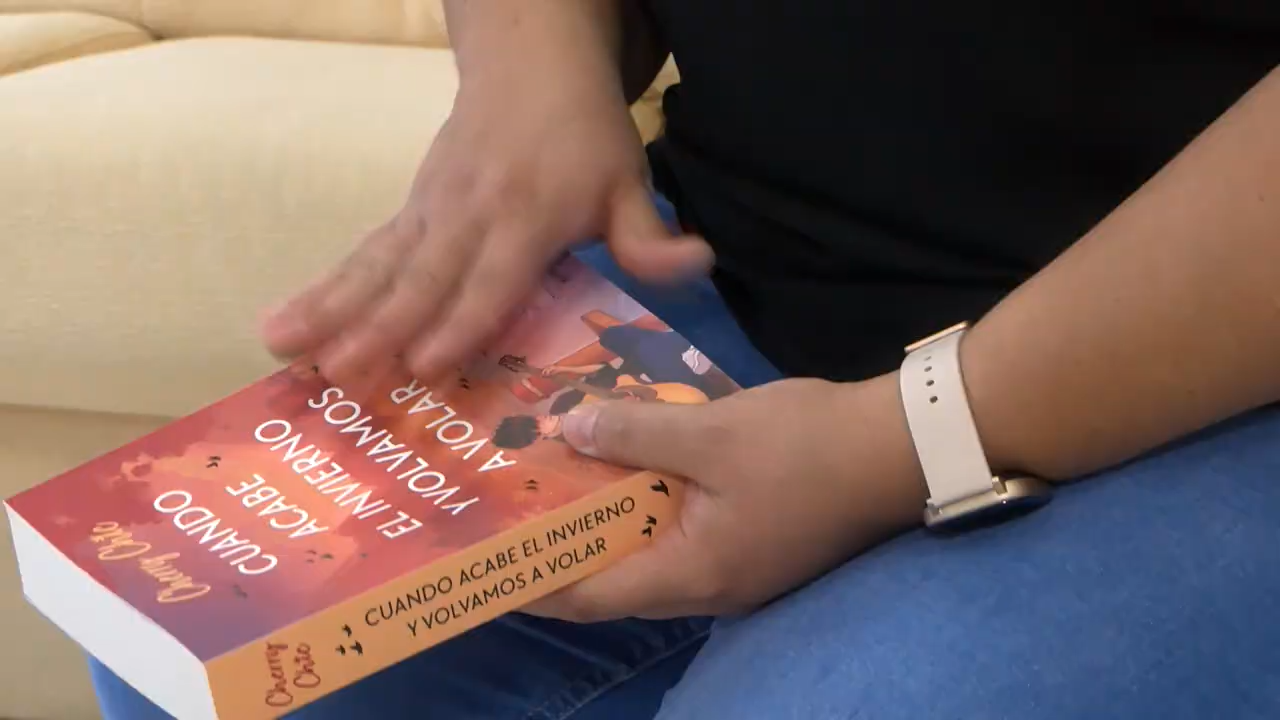 Cherry Chic
CUANDO
ACABE
EL INVIERNO
Y VOLVAMOS
A VOLAR
CUANDO ACABE EL INVIERNO
Y VOLVAMOS A VOLAR
Cherry
Chic